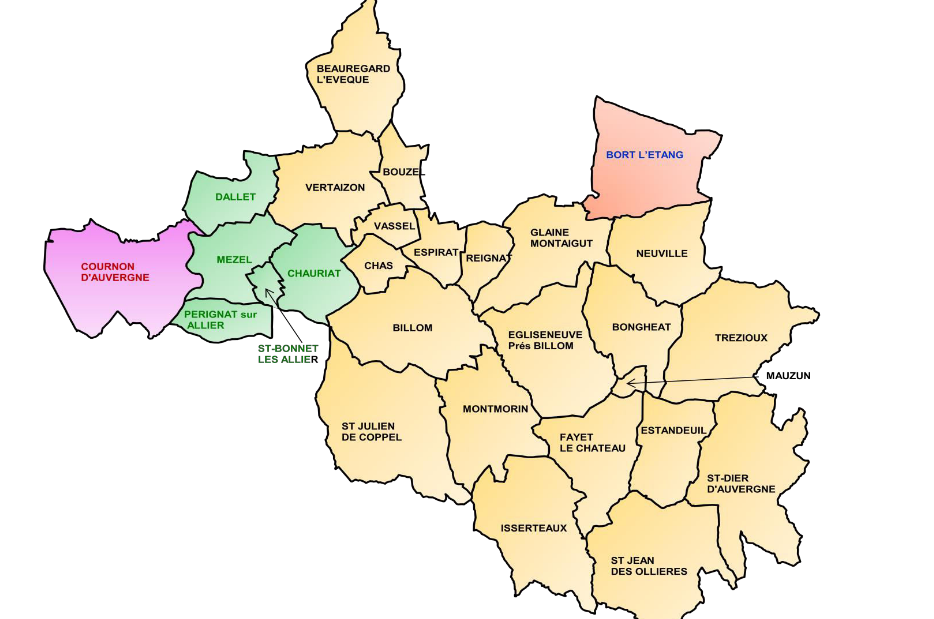 BEAUREGARD
L'EVEQUE
BORT L'ETANG
BOUZEL
VERTAIZON
DALLET
VASSEL
GLAINE
MONTAIGUT
ESPIRAT
REIGNAT
NEUVILLE
MEZEL
CHAURIAT
CHAS
COURNON
D'AUVERGNE
PERIGNAT sur
ALLIER
BILLOM
EGLISENEUVE
Prés BILLOM
BONGHEAT
TREZIOUX
ST-BONNET
LES ALLIER
MAUZUN
MONTMORIN
ST JULIEN
DE COPPEL
FAYET
LE CHATEAU
ESTANDEUIL
ST-DIER
D'AUVERGNE
ISSERTEAUX
ST JEAN
DES OLLIERES